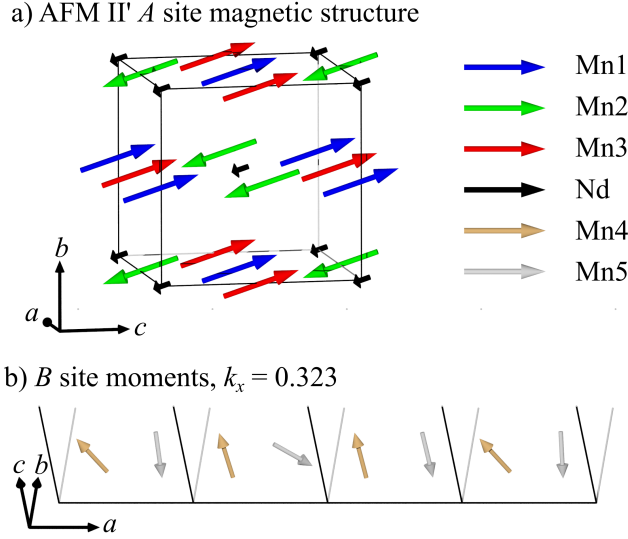 a) AFM II' A site magnetic structure
Mn1
Mn2
Mn3
Nd
Mn4
Mn5
b
a
c
b) B site moments, kx = 0.323
c b
a